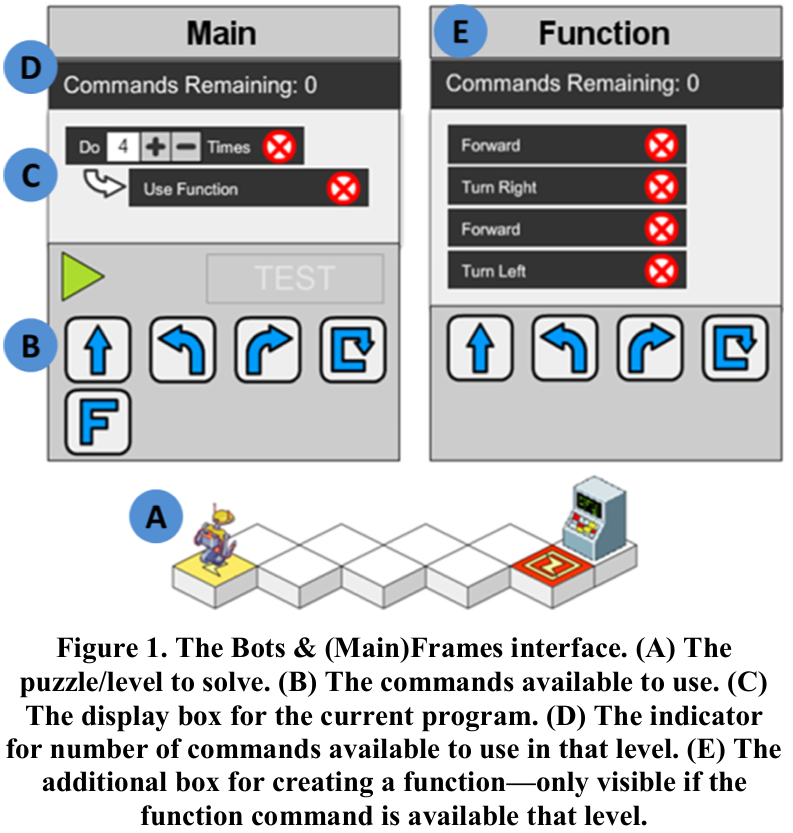 Main
D
Commands Remaining: 0
Do 4 + − Times
C
Use Function
TEST
B
F
E
Function
Commands Remaining: 0
Forward
Turn Right
Forward
Turn Left
A
Figure 1. The Bots & (Main)Frames interface. (A) The
puzzle/level to solve. (B) The commands available to use. (C)
The display box for the current program. (D) The indicator
for number of commands available to use in that level. (E) The
additional box for creating a function—only visible if the
function command is available that level.